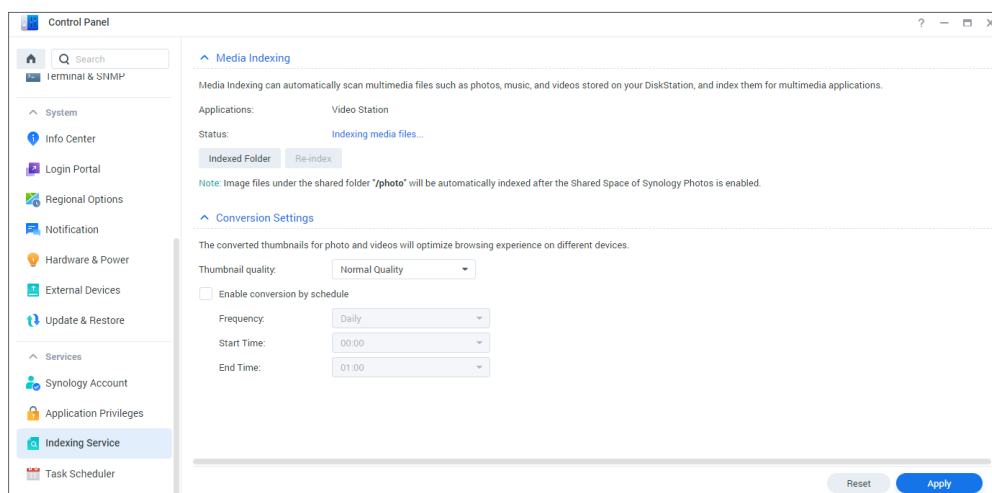 Control Panel
Search
Terminal & SNMP
System
Info Center
Login Portal
Regional Options
Notification
Hardware & Power
External Devices
Update & Restore
Services
Synology Account
Application Privileges
Indexing Service
Task Scheduler
Media Indexing
Media Indexing can automatically scan multimedia files such as photos, music, and videos stored on your DiskStation, and index them for multimedia applications.
Applications: Video Station
Status: Indexing media files...
Indexed Folder Re-index
Note: Image files under the shared folder "/photo" will be automatically indexed after the Shared Space of Synology Photos is enabled.
Conversion Settings
The converted thumbnails for photo and videos will optimize browsing experience on different devices.
Thumbnail quality: Normal Quality
Enable conversion by schedule
Frequency: Daily
Start Time: 00:00
End Time: 01:00
Reset Apply